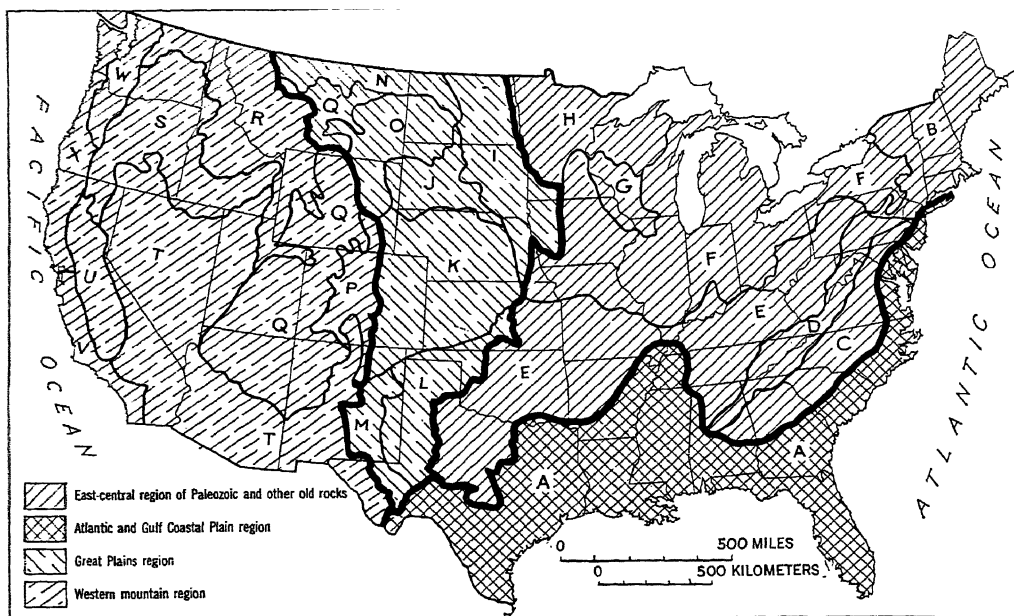 PACIFFIC
OCEAN
W
S
R
Q
N
O
I
J
H
G
B
F
X
U
T
Q
Q
P
K
F
E
D
C
T
M
L
E
A
A
ATLANTIC OCEAN
East-central region of Paleozoic and other old rocks
Atlantic and Gulf Coastal Plain region
Great Plains region
Western mountain region
0 500 MILES
0 500 KILOMETERS